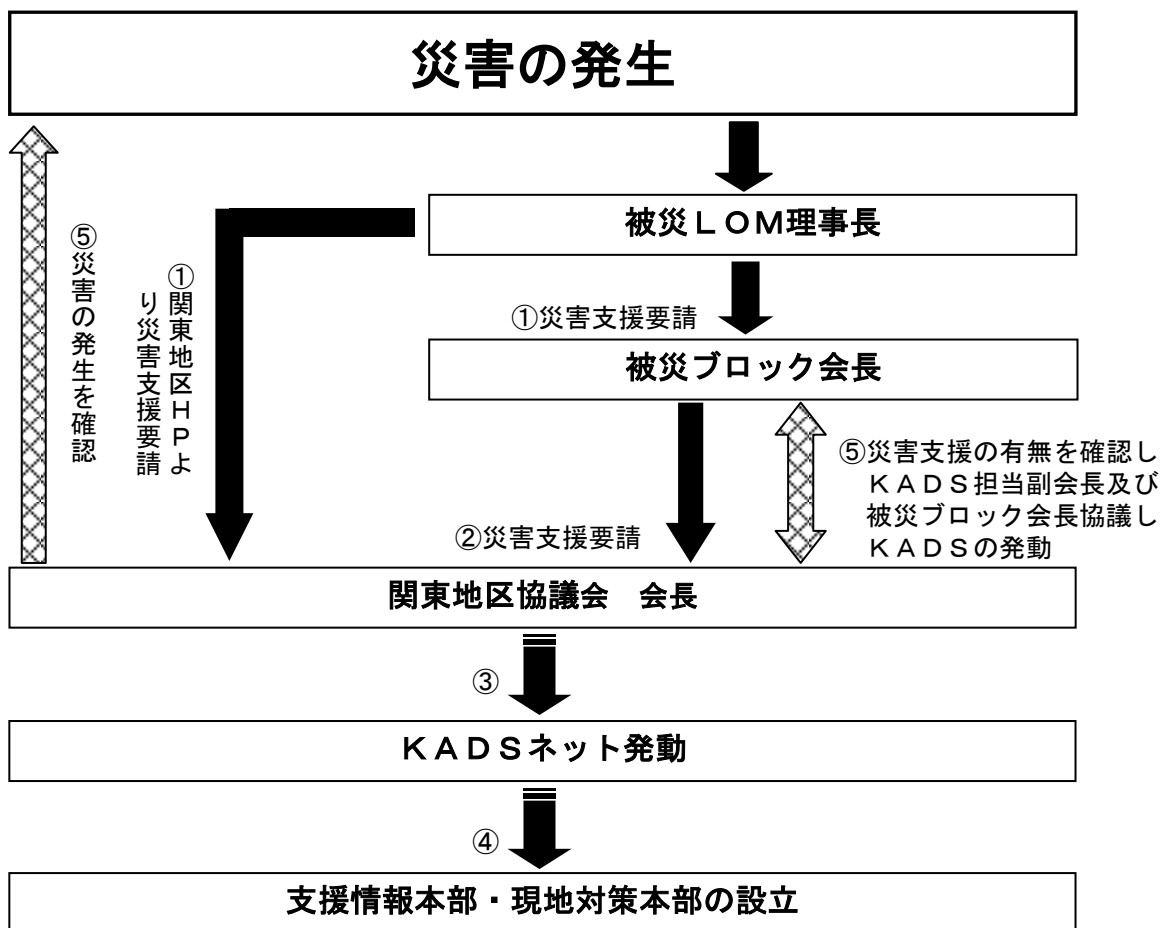 災害の発生
被災ＬＯＭ理事長
①災害支援要請
被災ブロック会長
⑤災害の発生を確認
①関東地区ＨＰよ
り災害支援要請
②災害支援要請
⑤災害支援の有無を確認し
ＫＡＤＳ担当副会長及び
被災ブロック会長協議し
ＫＡＤＳの発動
関東地区協議会　会長
③
ＫＡＤＳネット発動
④
支援情報本部・現地対策本部の設立